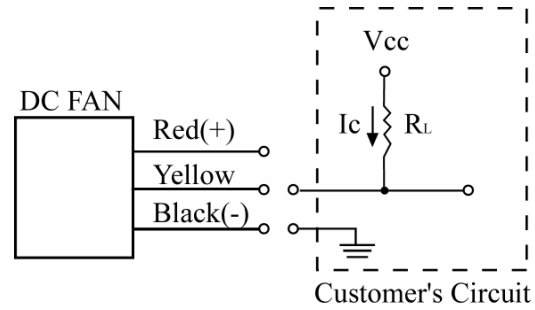 Vcc
DC FAN
Ic
RL
Red(+)
Yellow
Black(-)
Customer's Circuit